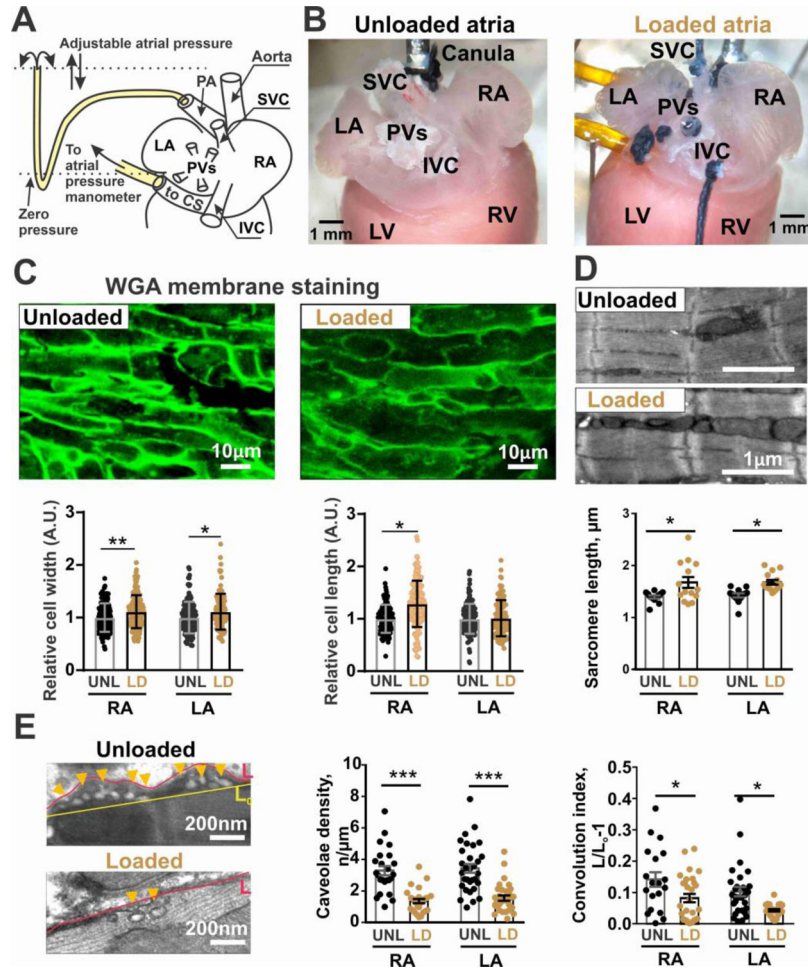 A
Adjustable atrial pressure
Aorta
PA
SVC
LA
RA
PVs
To
atrial
pressure
manometer
to CS
Zero
pressure
IVC
B
Unloaded atria
Canula
SVC
RA
LA
PVs
IVC
1 mm
LV
RV
Loaded atria
SVC
LA
RA
PVs
IVC
1 mm
LV
RV
C
WGA membrane staining
Unloaded
10µm
Loaded
10µm
Relative cell width (A.U.)
3
2
1
0
**
*
UNL LD UNL LD
RA LA
Relative cell length (A.U.)
3
2
1
0
*
UNL LD UNL LD
RA LA
D
Unloaded
Loaded
1µm
Sarcomere length, µm
3
2
1
0
*
*
UNL LD UNL LD
RA LA
E
Unloaded
L
L₀
200nm
Loaded
L
200nm
Caveolae density,
n/µm
10
8
6
4
2
0
***
***
UNL LD UNL LD
RA LA
Convolution index,
L/L₀-1
0.5
0.4
0.3
0.2
0.1
0.0
*
*
UNL LD UNL LD
RA LA